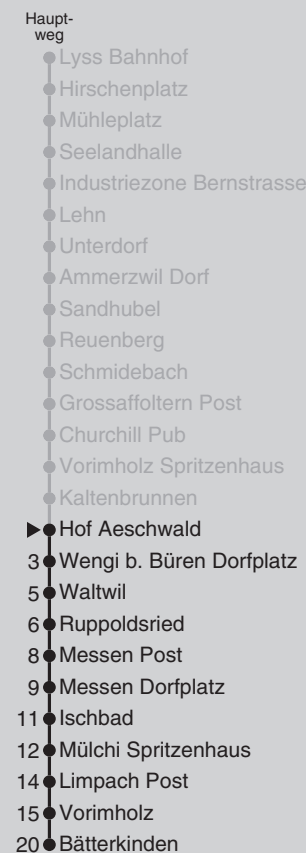 Haupt-
weg
Lyss Bahnhof
Hirschenplatz
Mühleplatz
Seelandhalle
Industriezone Bernstrasse
Lehn
Unterdorf
Ammerzwil Dorf
Sandhubel
Reuenberg
Schmidebach
Grossaffoltern Post
Churchill Pub
Vorimholz Spritzenhaus
Kaltenbrunnen
Hof Aeschwald
3 Wengi b. Büren Dorfplatz
5 Waltwil
6 Ruppoldsried
8 Messen Post
9 Messen Dorfplatz
11 Ischbad
12 Mülchi Spritzenhaus
14 Limpach Post
15 Vorimholz
20 Bätterkinden